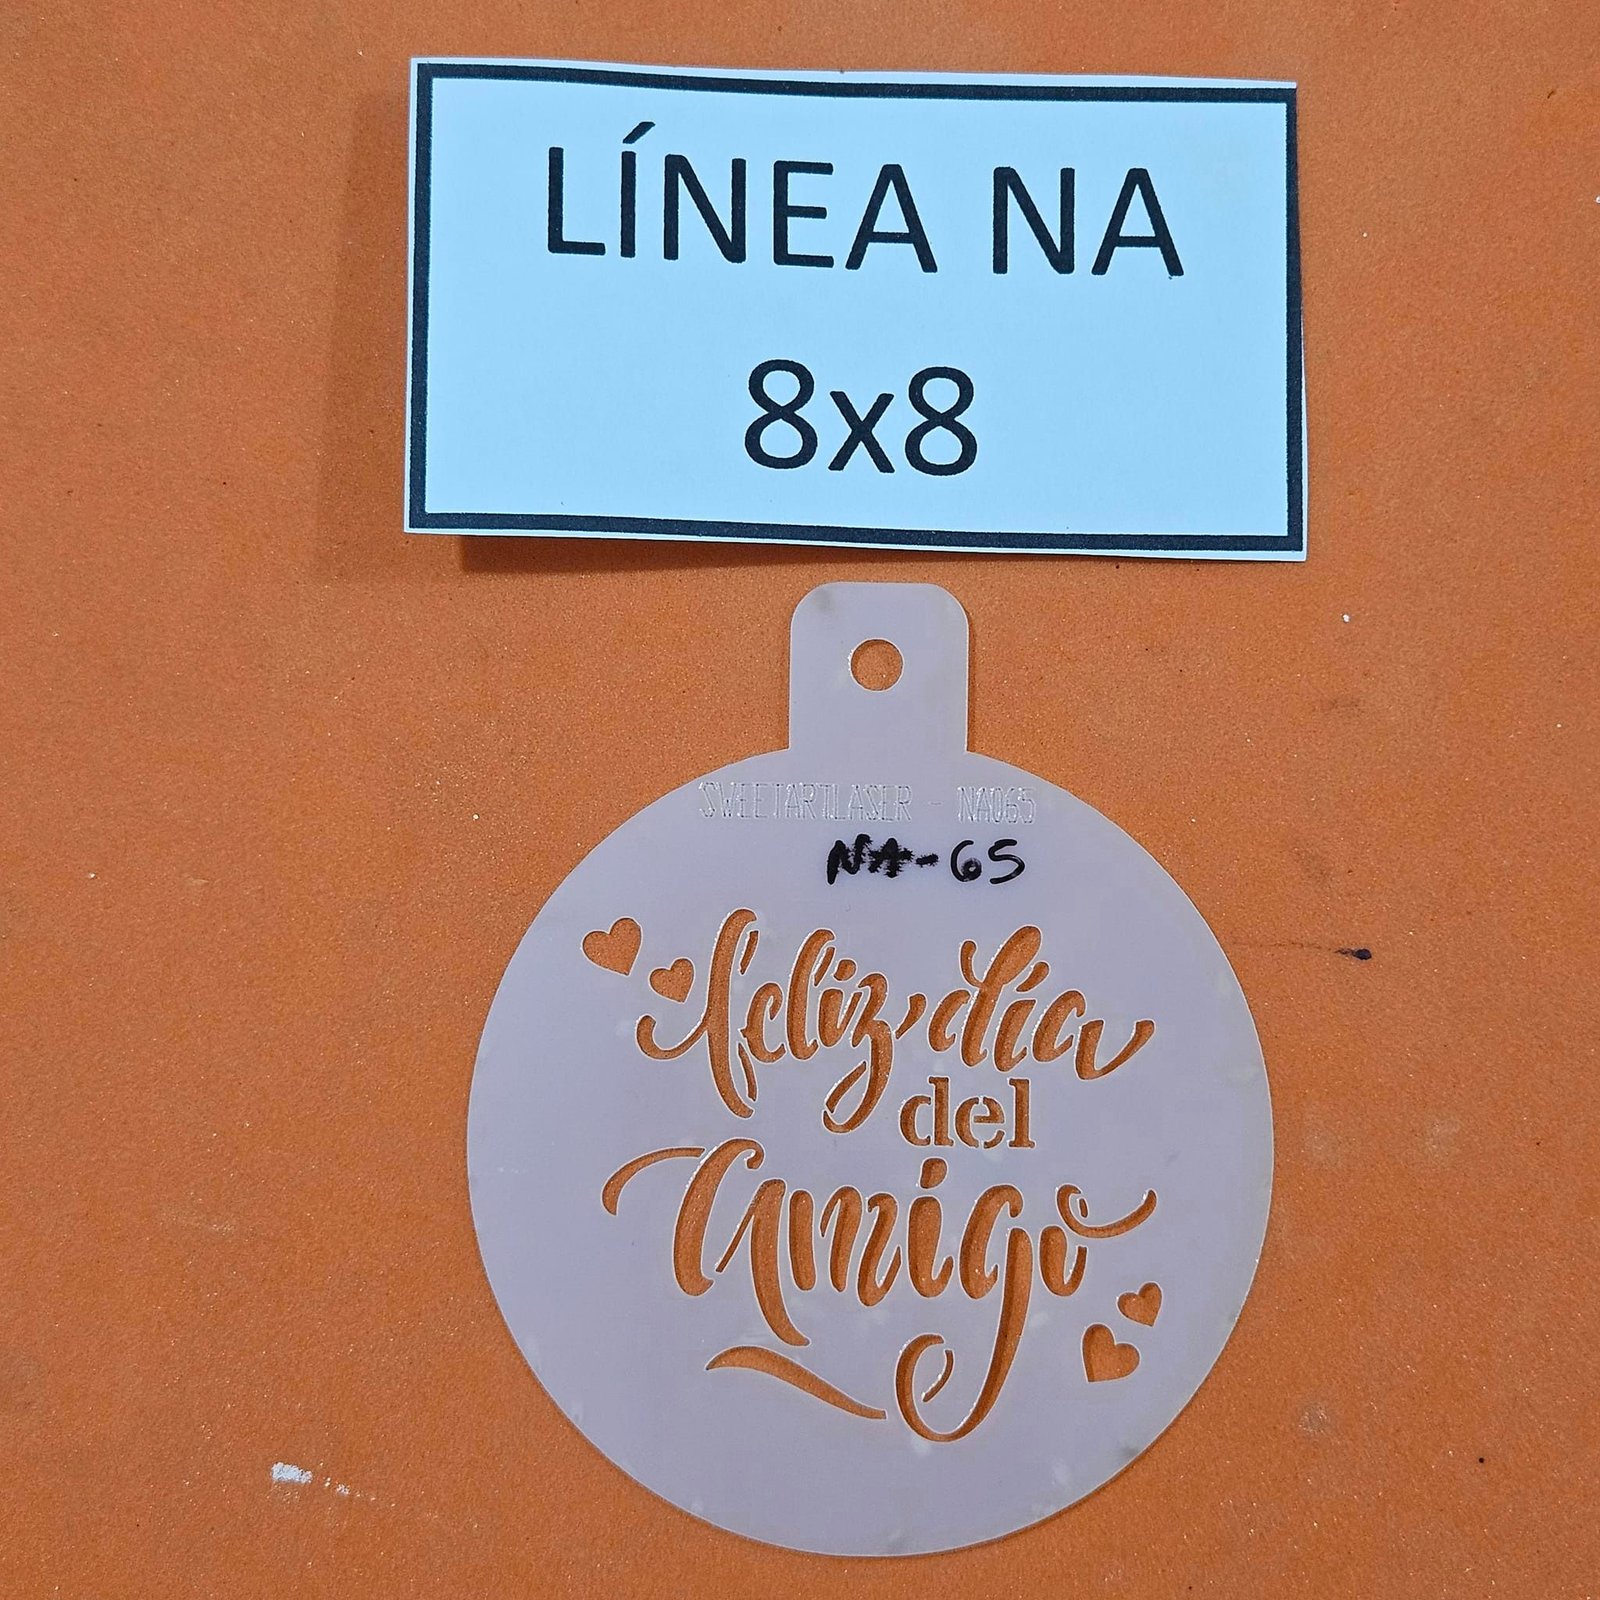 LÍNEA NA
8x8
SWEETARTLASER - NA065
NA-65
feliz día
del
Amigo